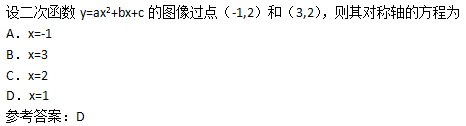 设二次函数 y=ax²+bx+c 的图像过点（-1,2）和（3,2），则其对称轴的方程为
A．x=-1
B．x=3
C．x=2
D．x=1
参考答案：D